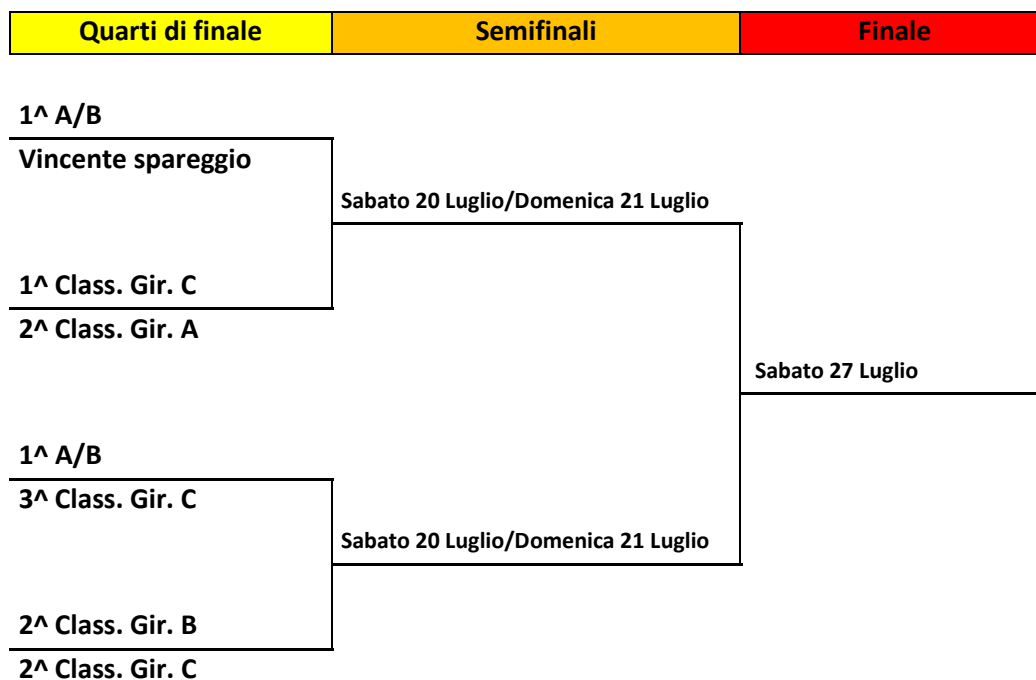 Quarti di finale
Semifinali
Finale
1^ A/B
Vincente spareggio
Sabato 20 Luglio/Domenica 21 Luglio
1^ Class. Gir. C
2^ Class. Gir. A
Sabato 27 Luglio
1^ A/B
3^ Class. Gir. C
Sabato 20 Luglio/Domenica 21 Luglio
2^ Class. Gir. B
2^ Class. Gir. C